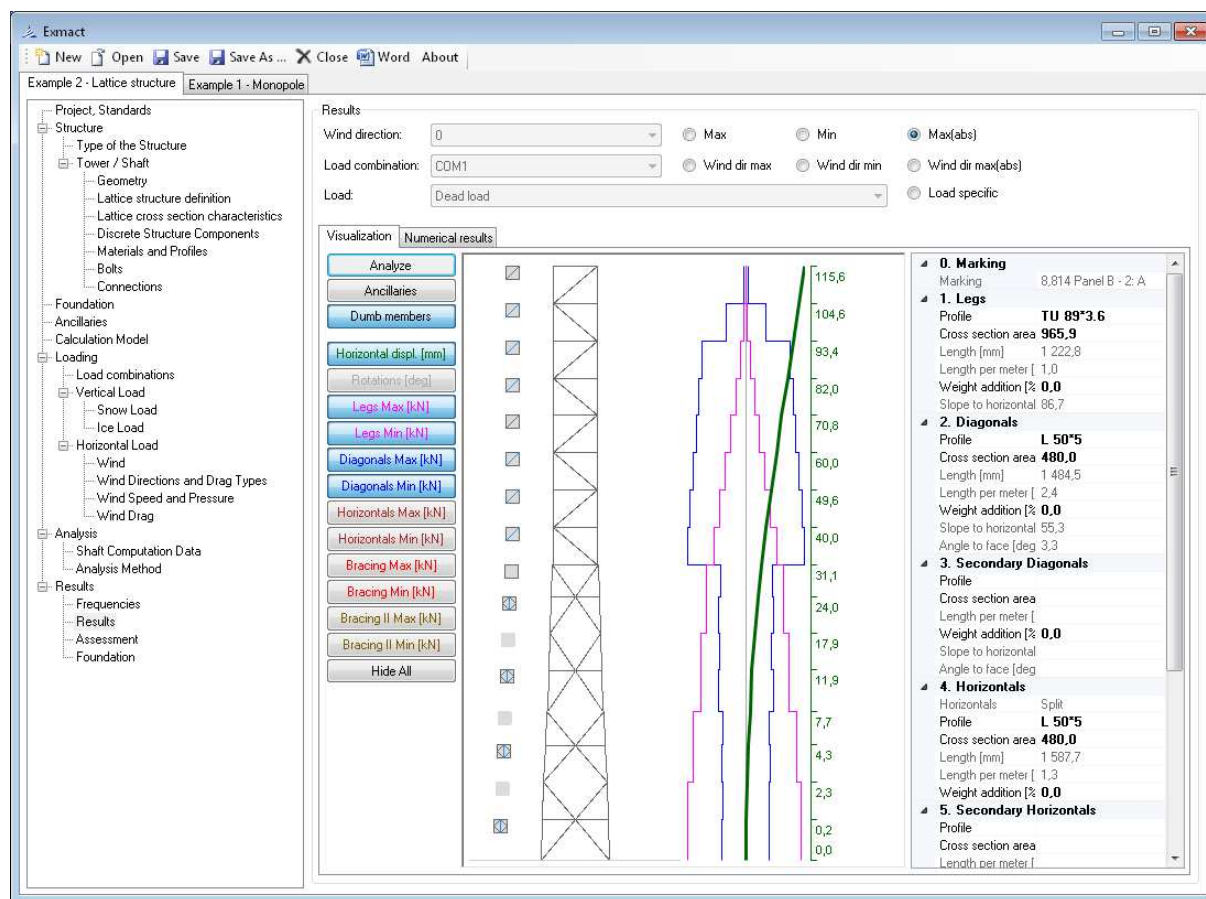 Exmact
New Open Save Save As ... Close Word About
Example 2 - Lattice structure Example 1 - Monopole
Project, Standards
Structure
Type of the Structure
Tower / Shaft
Geometry
Lattice structure definition
Lattice cross section characteristics
Discrete Structure Components
Materials and Profiles
Bolts
Connections
Foundation
Ancillaries
Calculation Model
Loading
Load combinations
Vertical Load
Snow Load
Ice Load
Horizontal Load
Wind
Wind Directions and Drag Types
Wind Speed and Pressure
Wind Drag
Analysis
Shaft Computation Data
Analysis Method
Results
Frequencies
Results
Assessment
Foundation
Results
Wind direction: 0 Max Min Max(abs)
Load combination: COM1 Wind dir max Wind dir min Wind dir max(abs)
Load: Dead load Load specific
Visualization Numerical results
Analyze
Ancillaries
Dumb members
Horizontal displ. [mm]
Rotations [deg]
Legs Max [kN]
Legs Min [kN]
Diagonals Max [kN]
Diagonals Min [kN]
Horizontals Max [kN]
Horizontals Min [kN]
Bracing Max [kN]
Bracing Min [kN]
Bracing II Max [kN]
Bracing II Min [kN]
Hide All
115,6
104,6
93,4
82,0
70,8
60,0
49,6
40,0
31,1
24,0
17,9
11,9
7,7
4,3
2,3
0,2
0,0
0. Marking
Marking 8,814 Panel B - 2: A
1. Legs
Profile TU 89*3.6
Cross section area 965,9
Length [mm] 1 222,8
Length per meter [ 1,0
Weight addition [% 0,0
Slope to horizontal 86,7
2. Diagonals
Profile L 50*5
Cross section area 480,0
Length [mm] 1 484,5
Length per meter [ 2,4
Weight addition [% 0,0
Slope to horizontal 55,3
Angle to face [deg 3,3
3. Secondary Diagonals
Profile
Cross section area
Length per meter [
Weight addition [% 0,0
Slope to horizontal
Angle to face [deg
4. Horizontals
Horizontals Split
Profile L 50*5
Cross section area 480,0
Length [mm] 1 587,7
Length per meter [ 1,3
Weight addition [% 0,0
5. Secondary Horizontals
Profile
Cross section area
Length per meter [